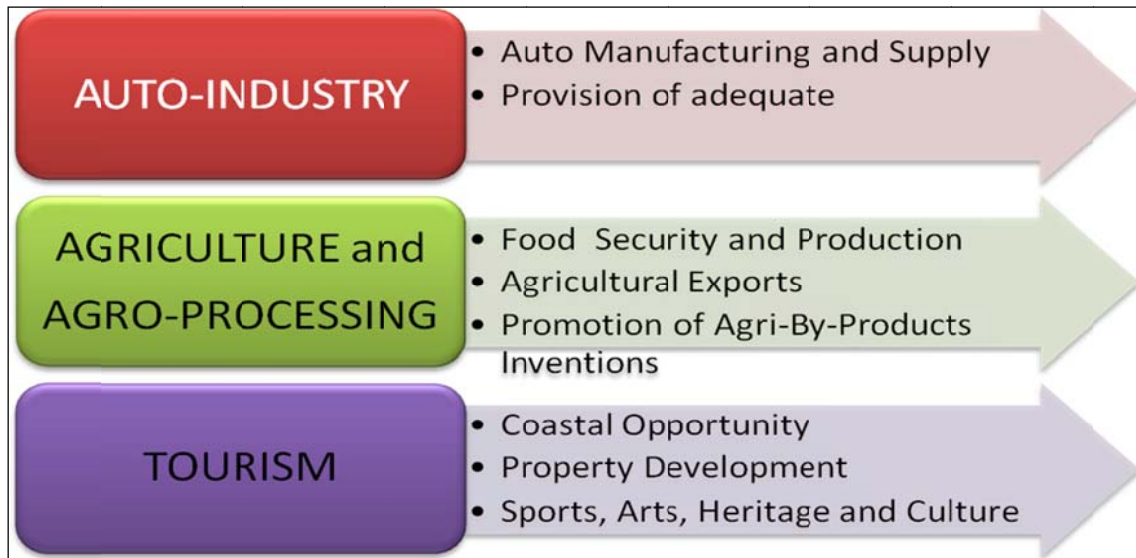 AUTO-INDUSTRY
• Auto Manufacturing and Supply
• Provision of adequate
AGRICULTURE and
AGRO-PROCESSING
• Food Security and Production
• Agricultural Exports
• Promotion of Agri-By-Products
Inventions
TOURISM
• Coastal Opportunity
• Property Development
• Sports, Arts, Heritage and Culture